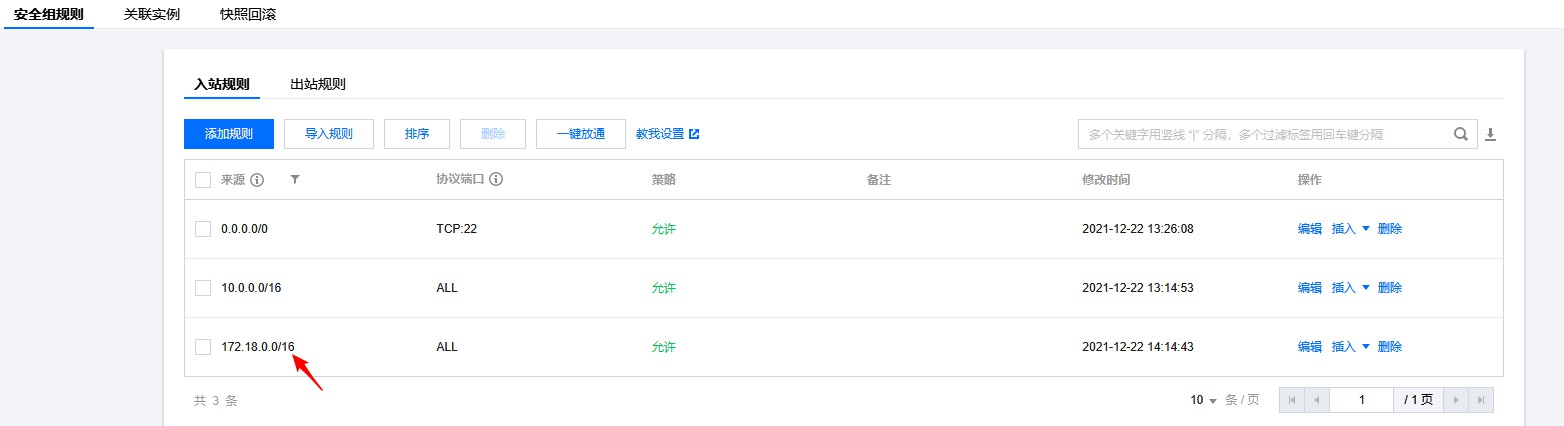 安全组规则 关联实例 快照回滚
入站规则 出站规则
添加规则 导入规则 排序 删除 一键放通 教我设置 多个关键字用竖线 "|" 分隔，多个过滤标签用回车键分隔
来源 协议端口 策略 备注 修改时间 操作
0.0.0.0/0 TCP:22 允许 2021-12-22 13:26:08 编辑 插入 删除
10.0.0.0/16 ALL 允许 2021-12-22 13:14:53 编辑 插入 删除
172.18.0.0/16 ALL 允许 2021-12-22 14:14:43 编辑 插入 删除
共 3 条 10 条 / 页 1 / 1 页